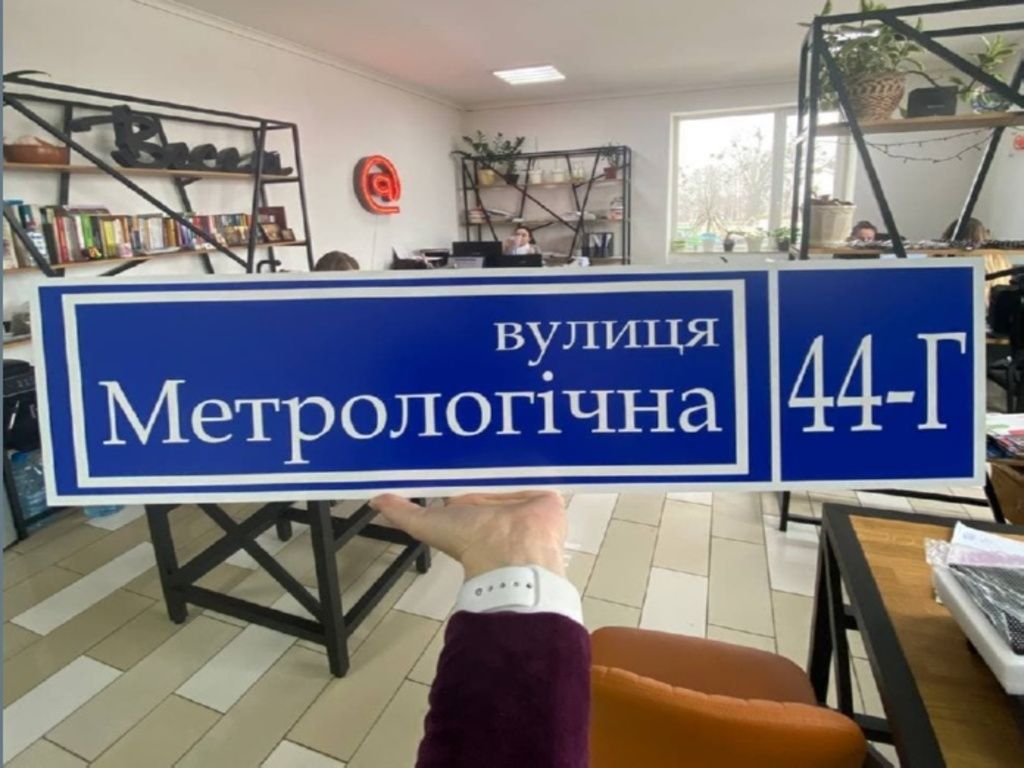 вулиця
Метрологічна
44-Г